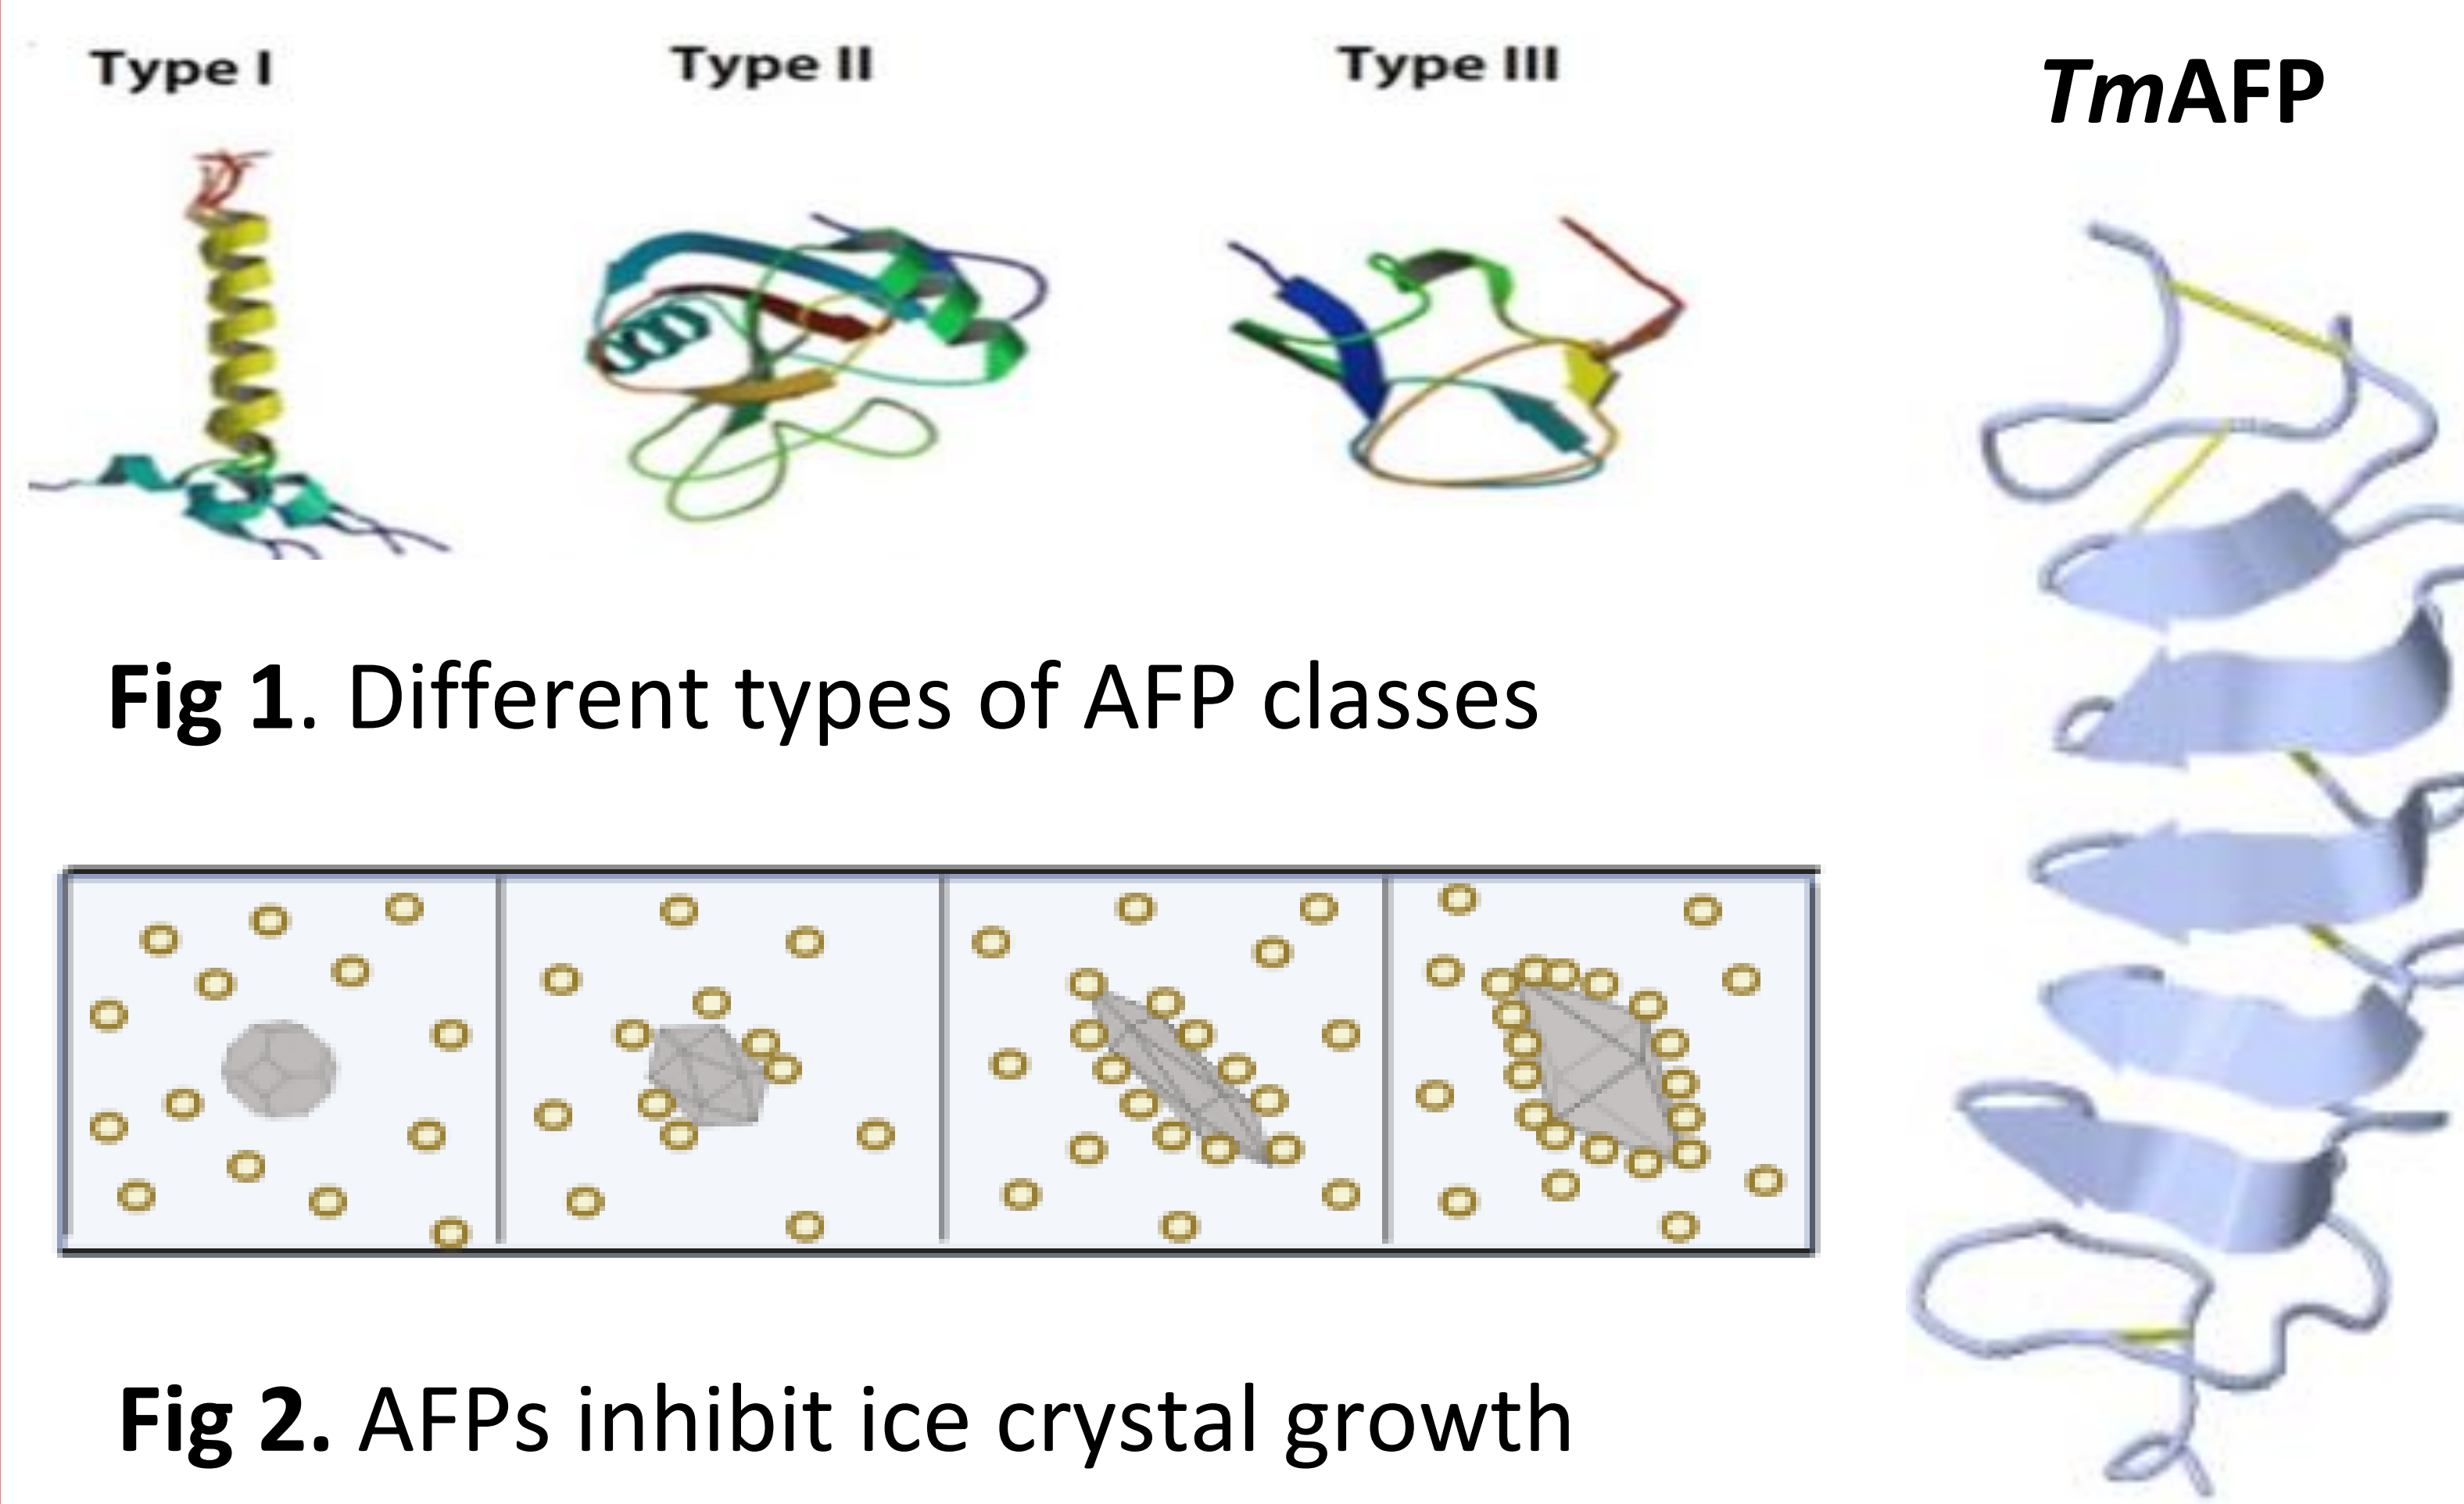 Type I
Type II
Type III
TmAFP
Fig 1. Different types of AFP classes
Fig 2. AFPs inhibit ice crystal growth